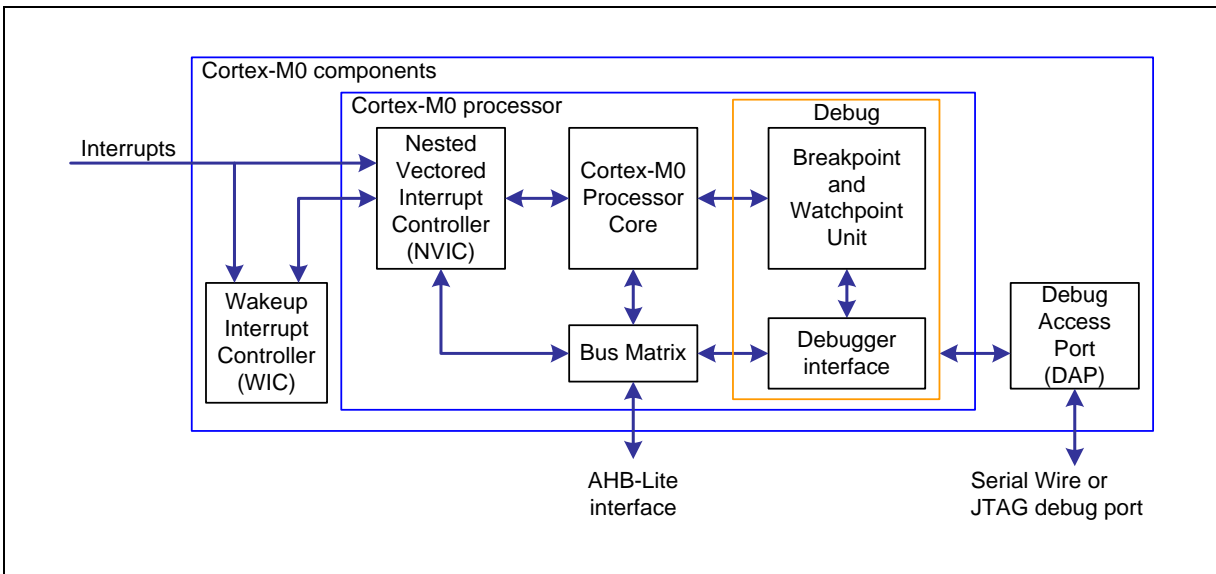 Cortex-M0 components
Cortex-M0 processor
Debug
Interrupts
Nested
Vectored
Interrupt
Controller
(NVIC)
Cortex-M0
Processor
Core
Breakpoint
and
Watchpoint
Unit
Wakeup
Interrupt
Controller
(WIC)
Bus Matrix
Debugger
interface
Debug
Access
Port
(DAP)
AHB-Lite
interface
Serial Wire or
JTAG debug port